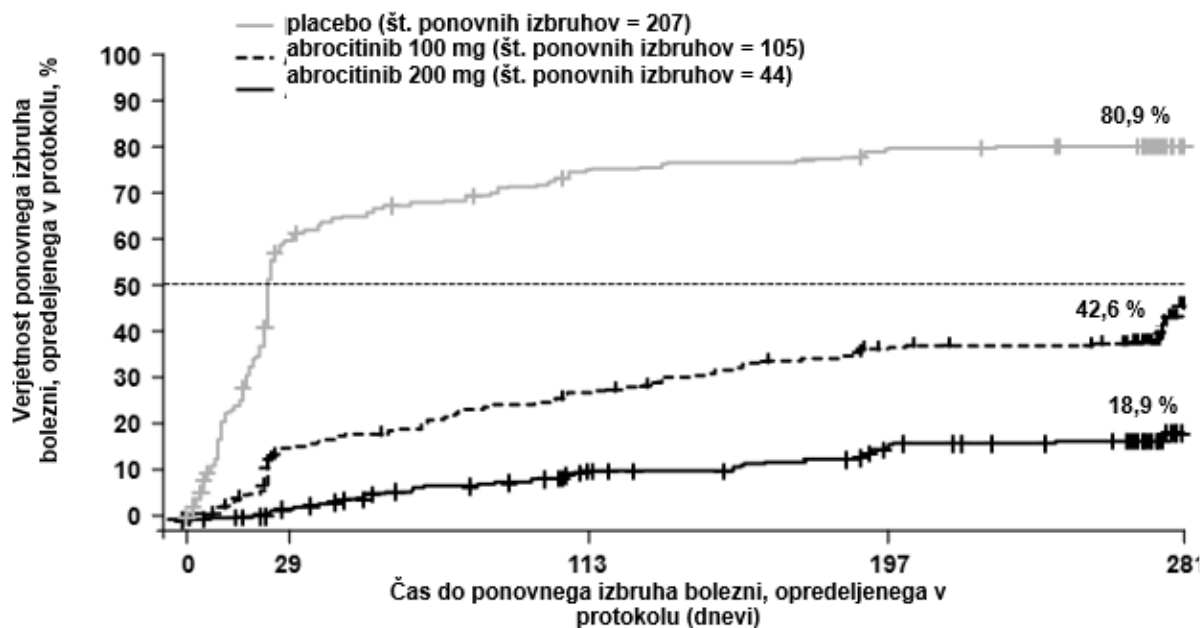 placebo (št. ponovnih izbruhov = 207)
abrocitinib 100 mg (št. ponovnih izbruhov = 105)
abrocitinib 200 mg (št. ponovnih izbruhov = 44)
Verjetnost ponovnega izbruha
bolezni, opredeljenega v protokolu, %
100
90
80
70
60
50
40
30
20
10
0
80,9 %
42,6 %
18,9 %
0
29
113
197
281
Čas do ponovnega izbruha bolezni, opredeljenega v
protokolu (dnevi)